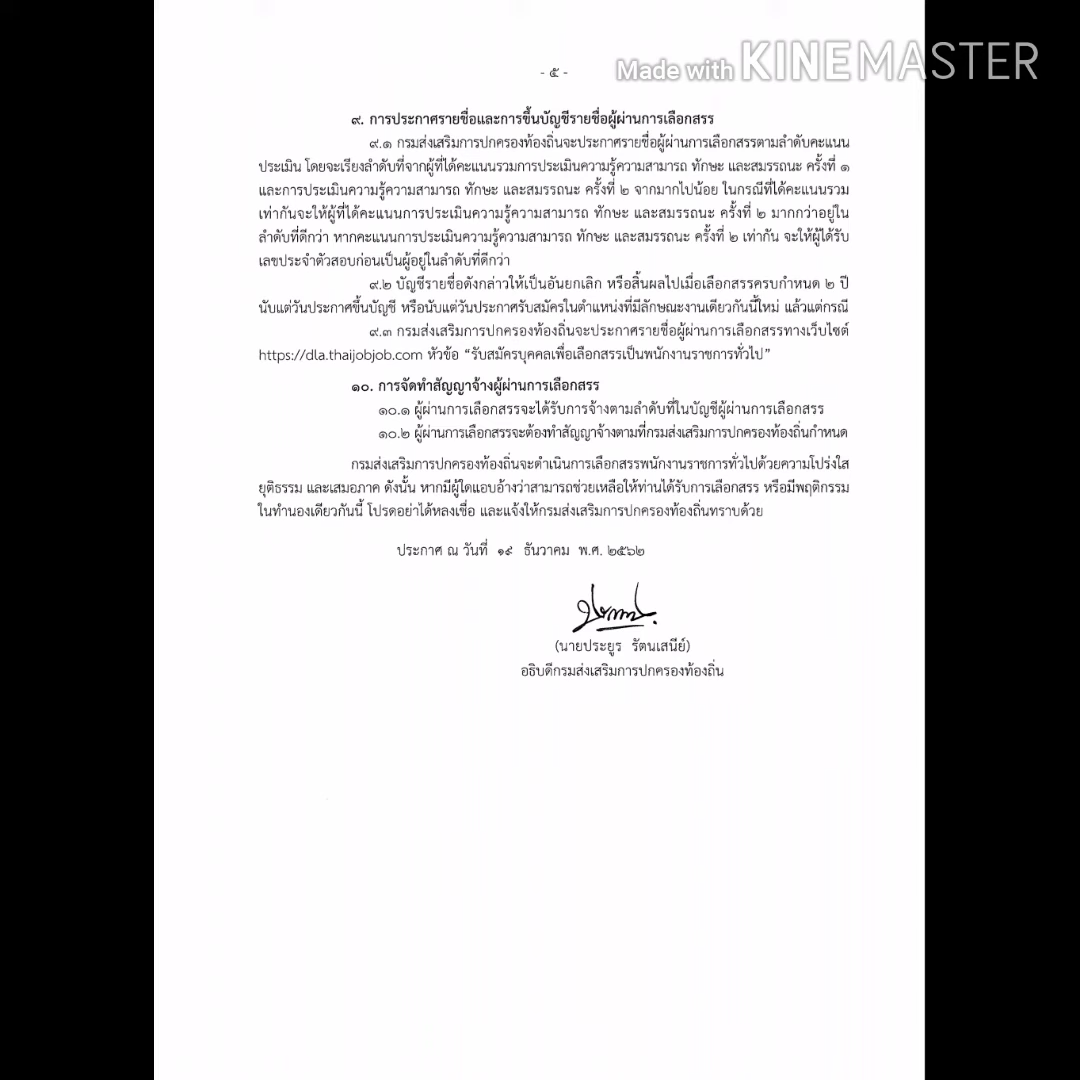 Made with KINEMASTER
- ๕ -
๙. การประกาศรายชื่อและการขึ้นบัญชีรายชื่อผู้ผ่านการเลือกสรร
๙.๑ กรมส่งเสริมการปกครองท้องถิ่นจะประกาศรายชื่อผู้ผ่านการเลือกสรรตามลำดับคะแนน
ประเมิน โดยจะเรียงลำดับที่จากผู้ที่ได้คะแนนรวมการประเมินความรู้ความสามารถ ทักษะ และสมรรถนะ ครั้งที่ ๑
และการประเมินความรู้ความสามารถ ทักษะ และสมรรถนะ ครั้งที่ ๒ จากมากไปน้อย ในกรณีที่ได้คะแนนรวม
เท่ากันจะให้ผู้ที่ได้คะแนนการประเมินความรู้ความสามารถ ทักษะ และสมรรถนะ ครั้งที่ ๒ มากกว่าอยู่ใน
ลำดับที่ดีกว่า หากคะแนนการประเมินความรู้ความสามารถ ทักษะ และสมรรถนะ ครั้งที่ ๒ เท่ากัน จะให้ผู้ได้รับ
เลขประจำตัวสอบก่อนเป็นผู้อยู่ในลำดับที่ดีกว่า
๙.๒ บัญชีรายชื่อดังกล่าวให้เป็นอันยกเลิก หรือสิ้นผลไปเมื่อเลือกสรรครบกำหนด ๒ ปี
นับแต่วันประกาศขึ้นบัญชี หรือนับแต่วันประกาศรับสมัครในตำแหน่งที่มีลักษณะงานเดียวกันนี้ใหม่ แล้วแต่กรณี
๙.๓ กรมส่งเสริมการปกครองท้องถิ่นจะประกาศรายชื่อผู้ผ่านการเลือกสรรทางเว็บไซต์
https://dla.thaijobjob.com หัวข้อ “รับสมัครบุคคลเพื่อเลือกสรรเป็นพนักงานราชการทั่วไป”
๑๐. การจัดทำสัญญาจ้างผู้ผ่านการเลือกสรร
๑๐.๑ ผู้ผ่านการเลือกสรรจะได้รับการจ้างตามลำดับที่ในบัญชีผู้ผ่านการเลือกสรร
๑๐.๒ ผู้ผ่านการเลือกสรรจะต้องทำสัญญาจ้างตามที่กรมส่งเสริมการปกครองท้องถิ่นกำหนด
กรมส่งเสริมการปกครองท้องถิ่นจะดำเนินการเลือกสรรพนักงานราชการทั่วไปด้วยความโปร่งใส
ยุติธรรม และเสมอภาค ดังนั้น หากมีผู้ใดแอบอ้างว่าสามารถช่วยเหลือให้ท่านได้รับการเลือกสรร หรือมีพฤติกรรม
ในทำนองเดียวกันนี้ โปรดอย่าได้หลงเชื่อ และแจ้งให้กรมส่งเสริมการปกครองท้องถิ่นทราบด้วย
ประกาศ ณ วันที่ ๑๙ ธันวาคม พ.ศ. ๒๕๖๒
(นายประยูร รัตนเสนีย์)
อธิบดีกรมส่งเสริมการปกครองท้องถิ่น